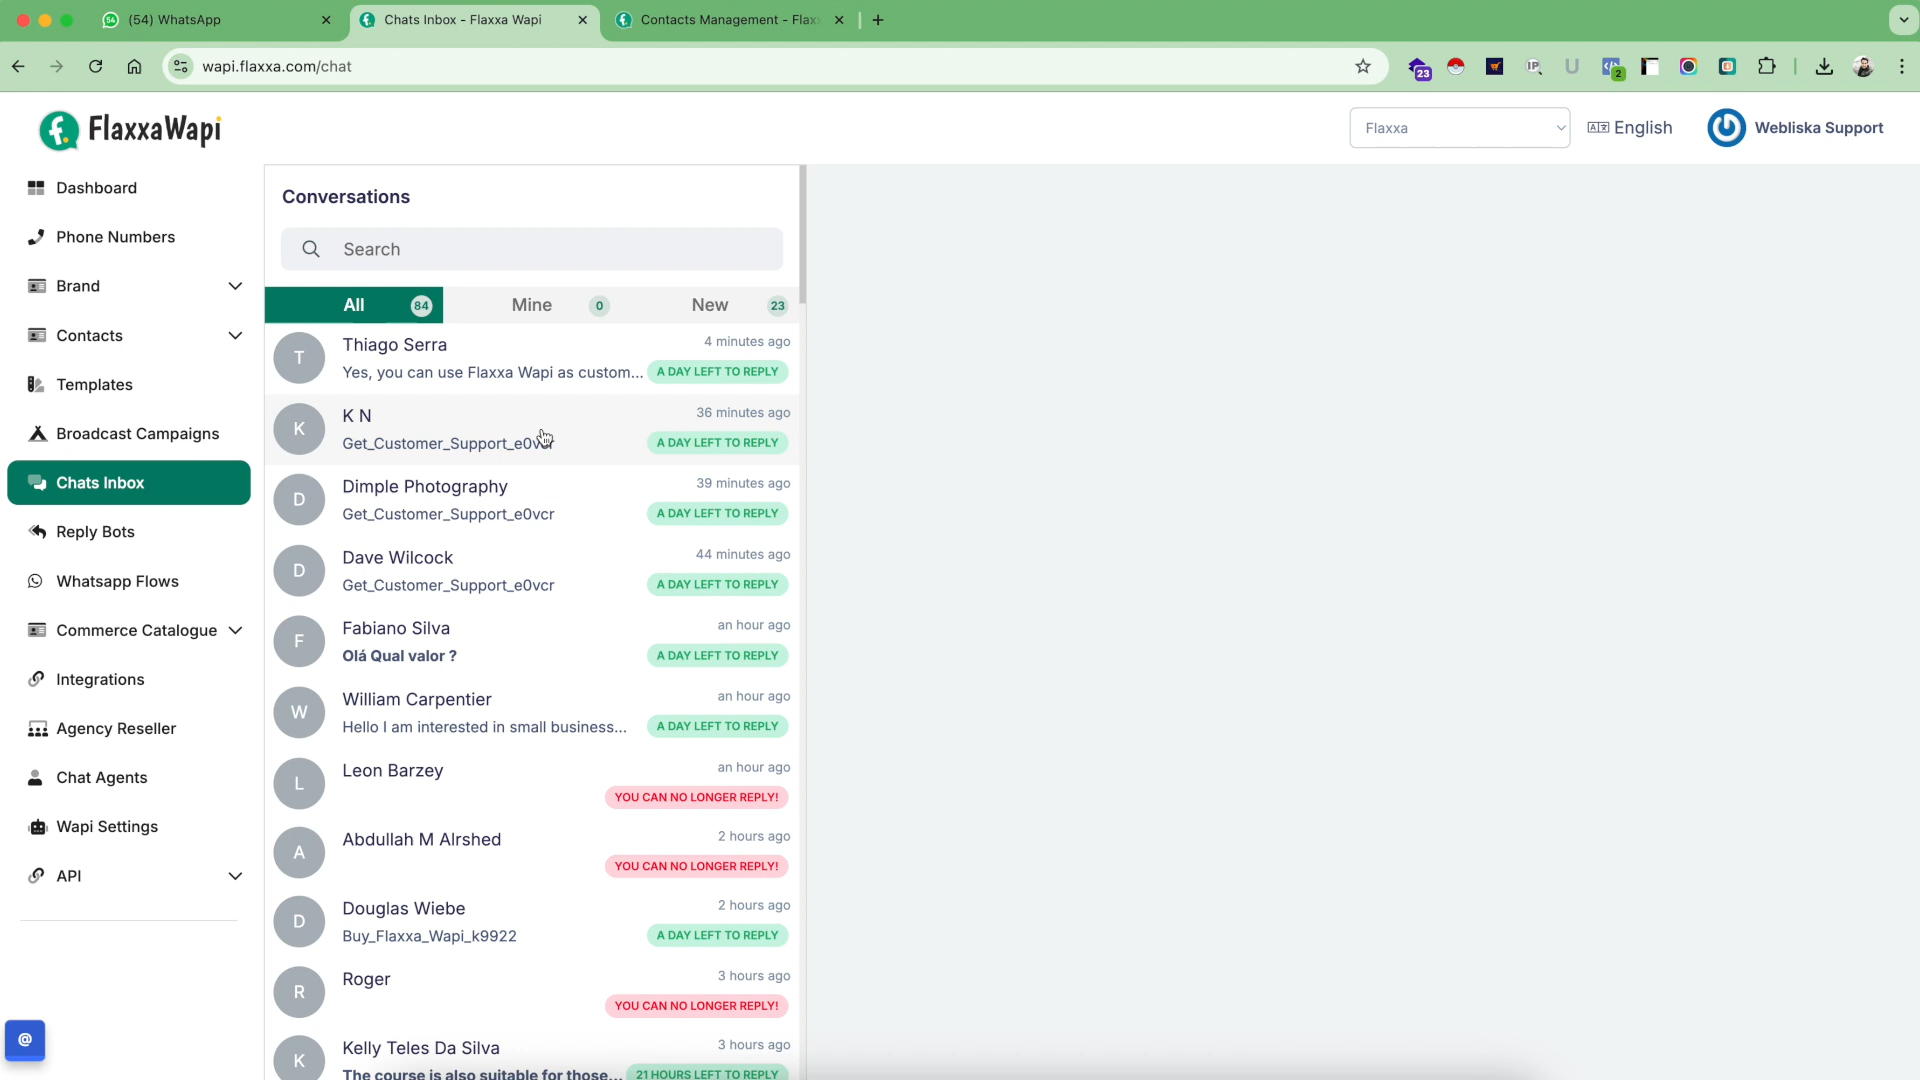 (54) WhatsApp
Chats Inbox - Flaxxa Wapi
Contacts Management - Flax
wapi.flaxxa.com/chat
23
IP
U
2
FlaxxaWapi
Flaxxa
English
Webliska Support
Dashboard
Phone Numbers
Brand
Contacts
Templates
Broadcast Campaigns
Chats Inbox
Reply Bots
Whatsapp Flows
Commerce Catalogue
Integrations
Agency Reseller
Chat Agents
Wapi Settings
API
@
Conversations
Search
All 84 Mine 0 New 23
T Thiago Serra 4 minutes ago
Yes, you can use Flaxxa Wapi as custom... A DAY LEFT TO REPLY
K K N 36 minutes ago
Get_Customer_Support_e0vcr A DAY LEFT TO REPLY
D Dimple Photography 39 minutes ago
Get_Customer_Support_e0vcr A DAY LEFT TO REPLY
D Dave Wilcock 44 minutes ago
Get_Customer_Support_e0vcr A DAY LEFT TO REPLY
F Fabiano Silva an hour ago
Olá Qual valor ? A DAY LEFT TO REPLY
W William Carpentier an hour ago
Hello I am interested in small business... A DAY LEFT TO REPLY
L Leon Barzey an hour ago
YOU CAN NO LONGER REPLY!
A Abdullah M Alrshed 2 hours ago
YOU CAN NO LONGER REPLY!
D Douglas Wiebe 2 hours ago
Buy_Flaxxa_Wapi_k9922 A DAY LEFT TO REPLY
R Roger 3 hours ago
YOU CAN NO LONGER REPLY!
K Kelly Teles Da Silva 3 hours ago
The course is also suitable for those... 21 HOURS LEFT TO REPLY